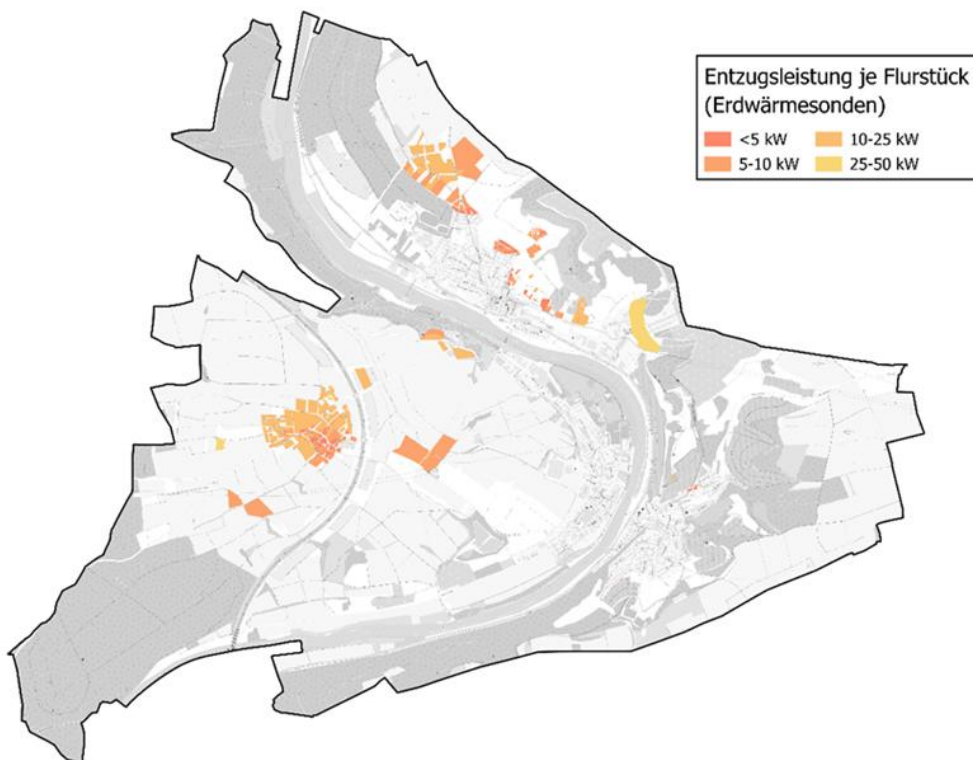 Entzugsleistung je Flurstück
(Erdwärmesonden)
<5 kW
10-25 kW
5-10 kW
25-50 kW